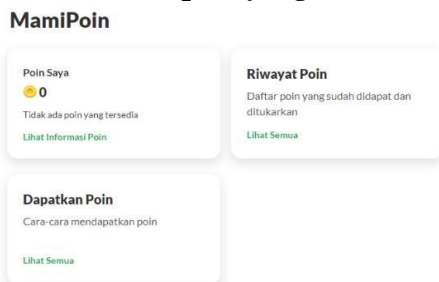 MamiPoin
Poin Saya
0
Tidak ada poin yang tersedia
Lihat Informasi Poin
Riwayat Poin
Daftar poin yang sudah didapat dan
ditukarkan
Lihat Semua
Dapatkan Poin
Cara-cara mendapatkan poin
Lihat Semua